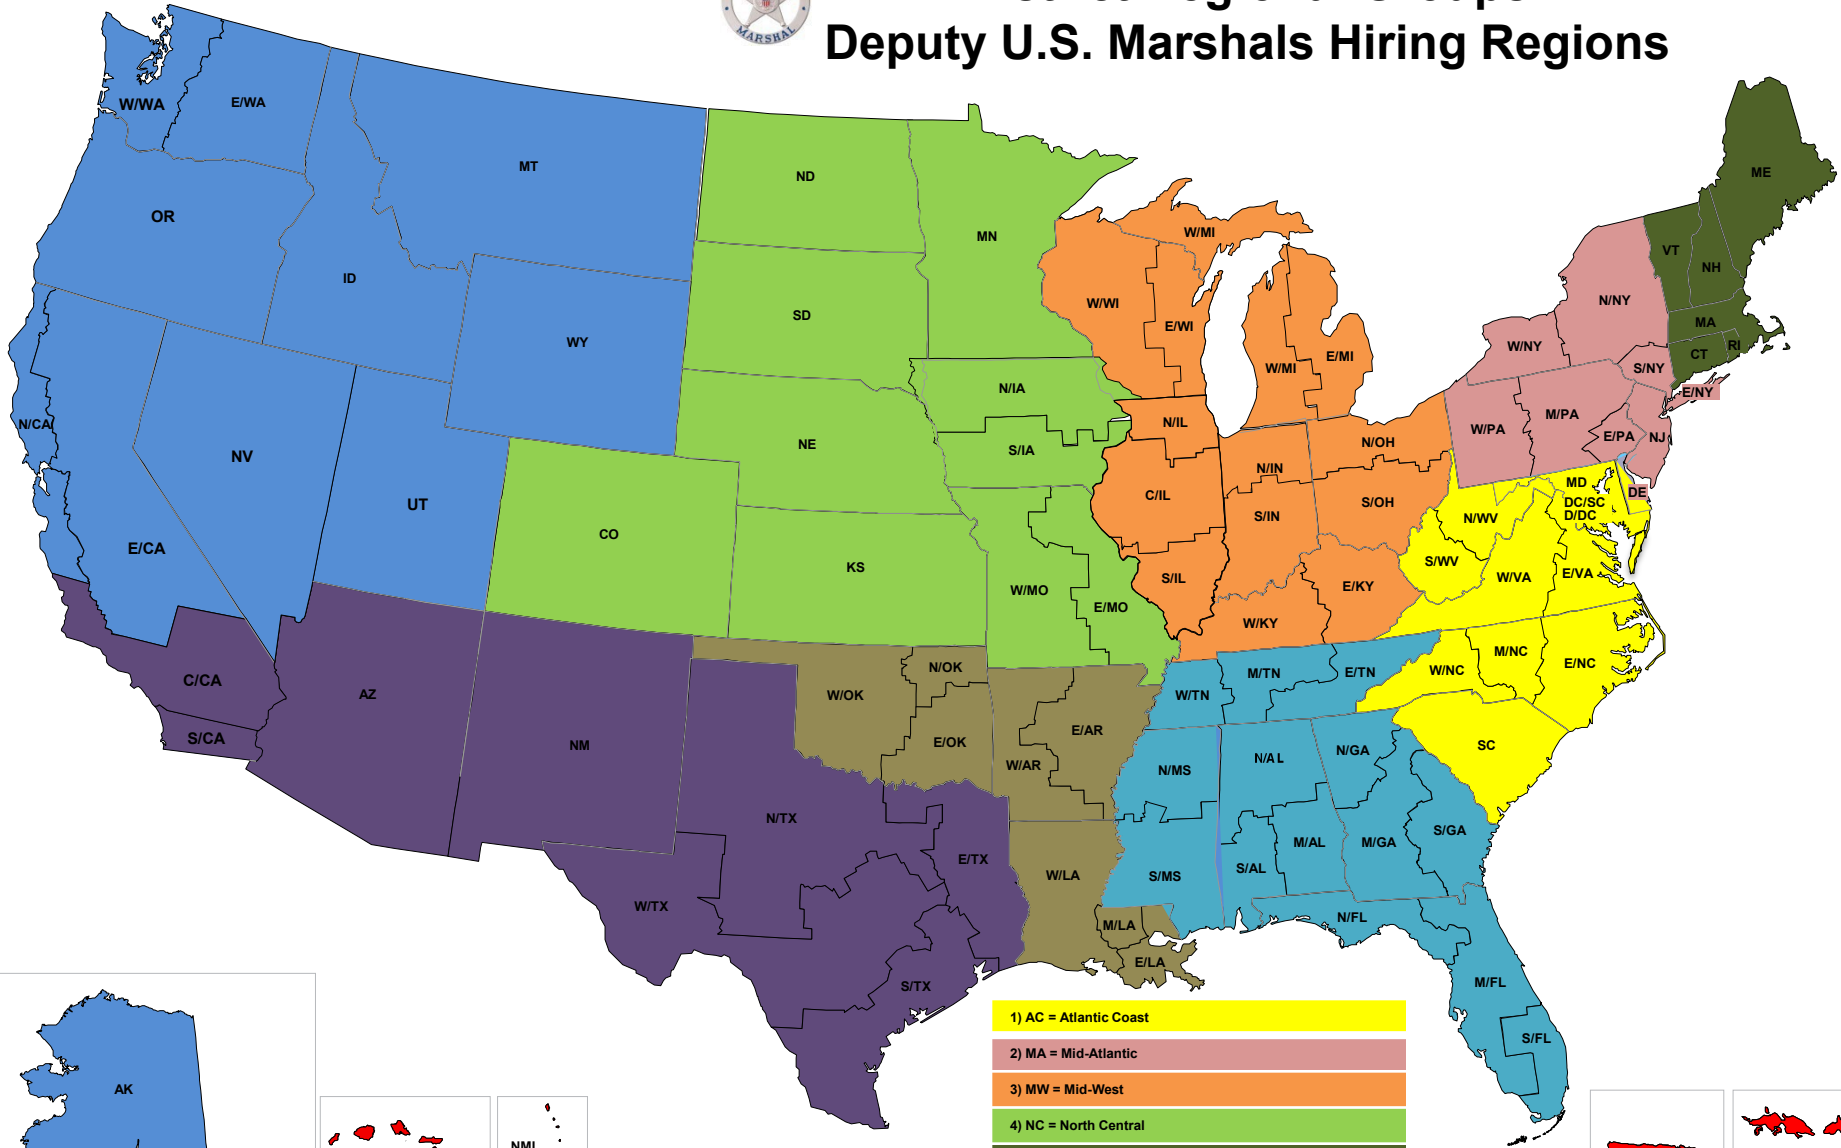 MARSHAL
Deputy U.S. Marshals Hiring Regions
W/WA
E/WA
MT
ND
MN
ME
OR
ID
W/MI
VT
NH
SD
W/WI
E/WI
N/NY
WY
W/MI
E/MI
W/NY
MA
CT
RI
S/NY
N/CA
NV
N/IA
E/NY
NE
S/IA
N/IL
N/OH
W/PA
M/PA
E/PA
NJ
UT
C/IL
N/IN
S/OH
MD
DE
DC/SC
D/DC
E/CA
CO
KS
S/IN
N/WV
S/WV
W/VA
E/VA
W/MO
E/MO
S/IL
E/KY
W/KY
C/CA
AZ
W/OK
N/OK
W/TN
M/TN
E/TN
W/NC
M/NC
E/NC
S/CA
NM
E/OK
W/AR
E/AR
N/MS
N/AL
N/GA
SC
N/TX
E/TX
M/AL
M/GA
S/GA
W/TX
W/LA
S/MS
S/AL
M/LA
N/FL
S/TX
E/LA
M/FL
S/FL
AK
NMI
1) AC = Atlantic Coast
2) MA = Mid-Atlantic
3) MW = Mid-West
4) NC = North Central